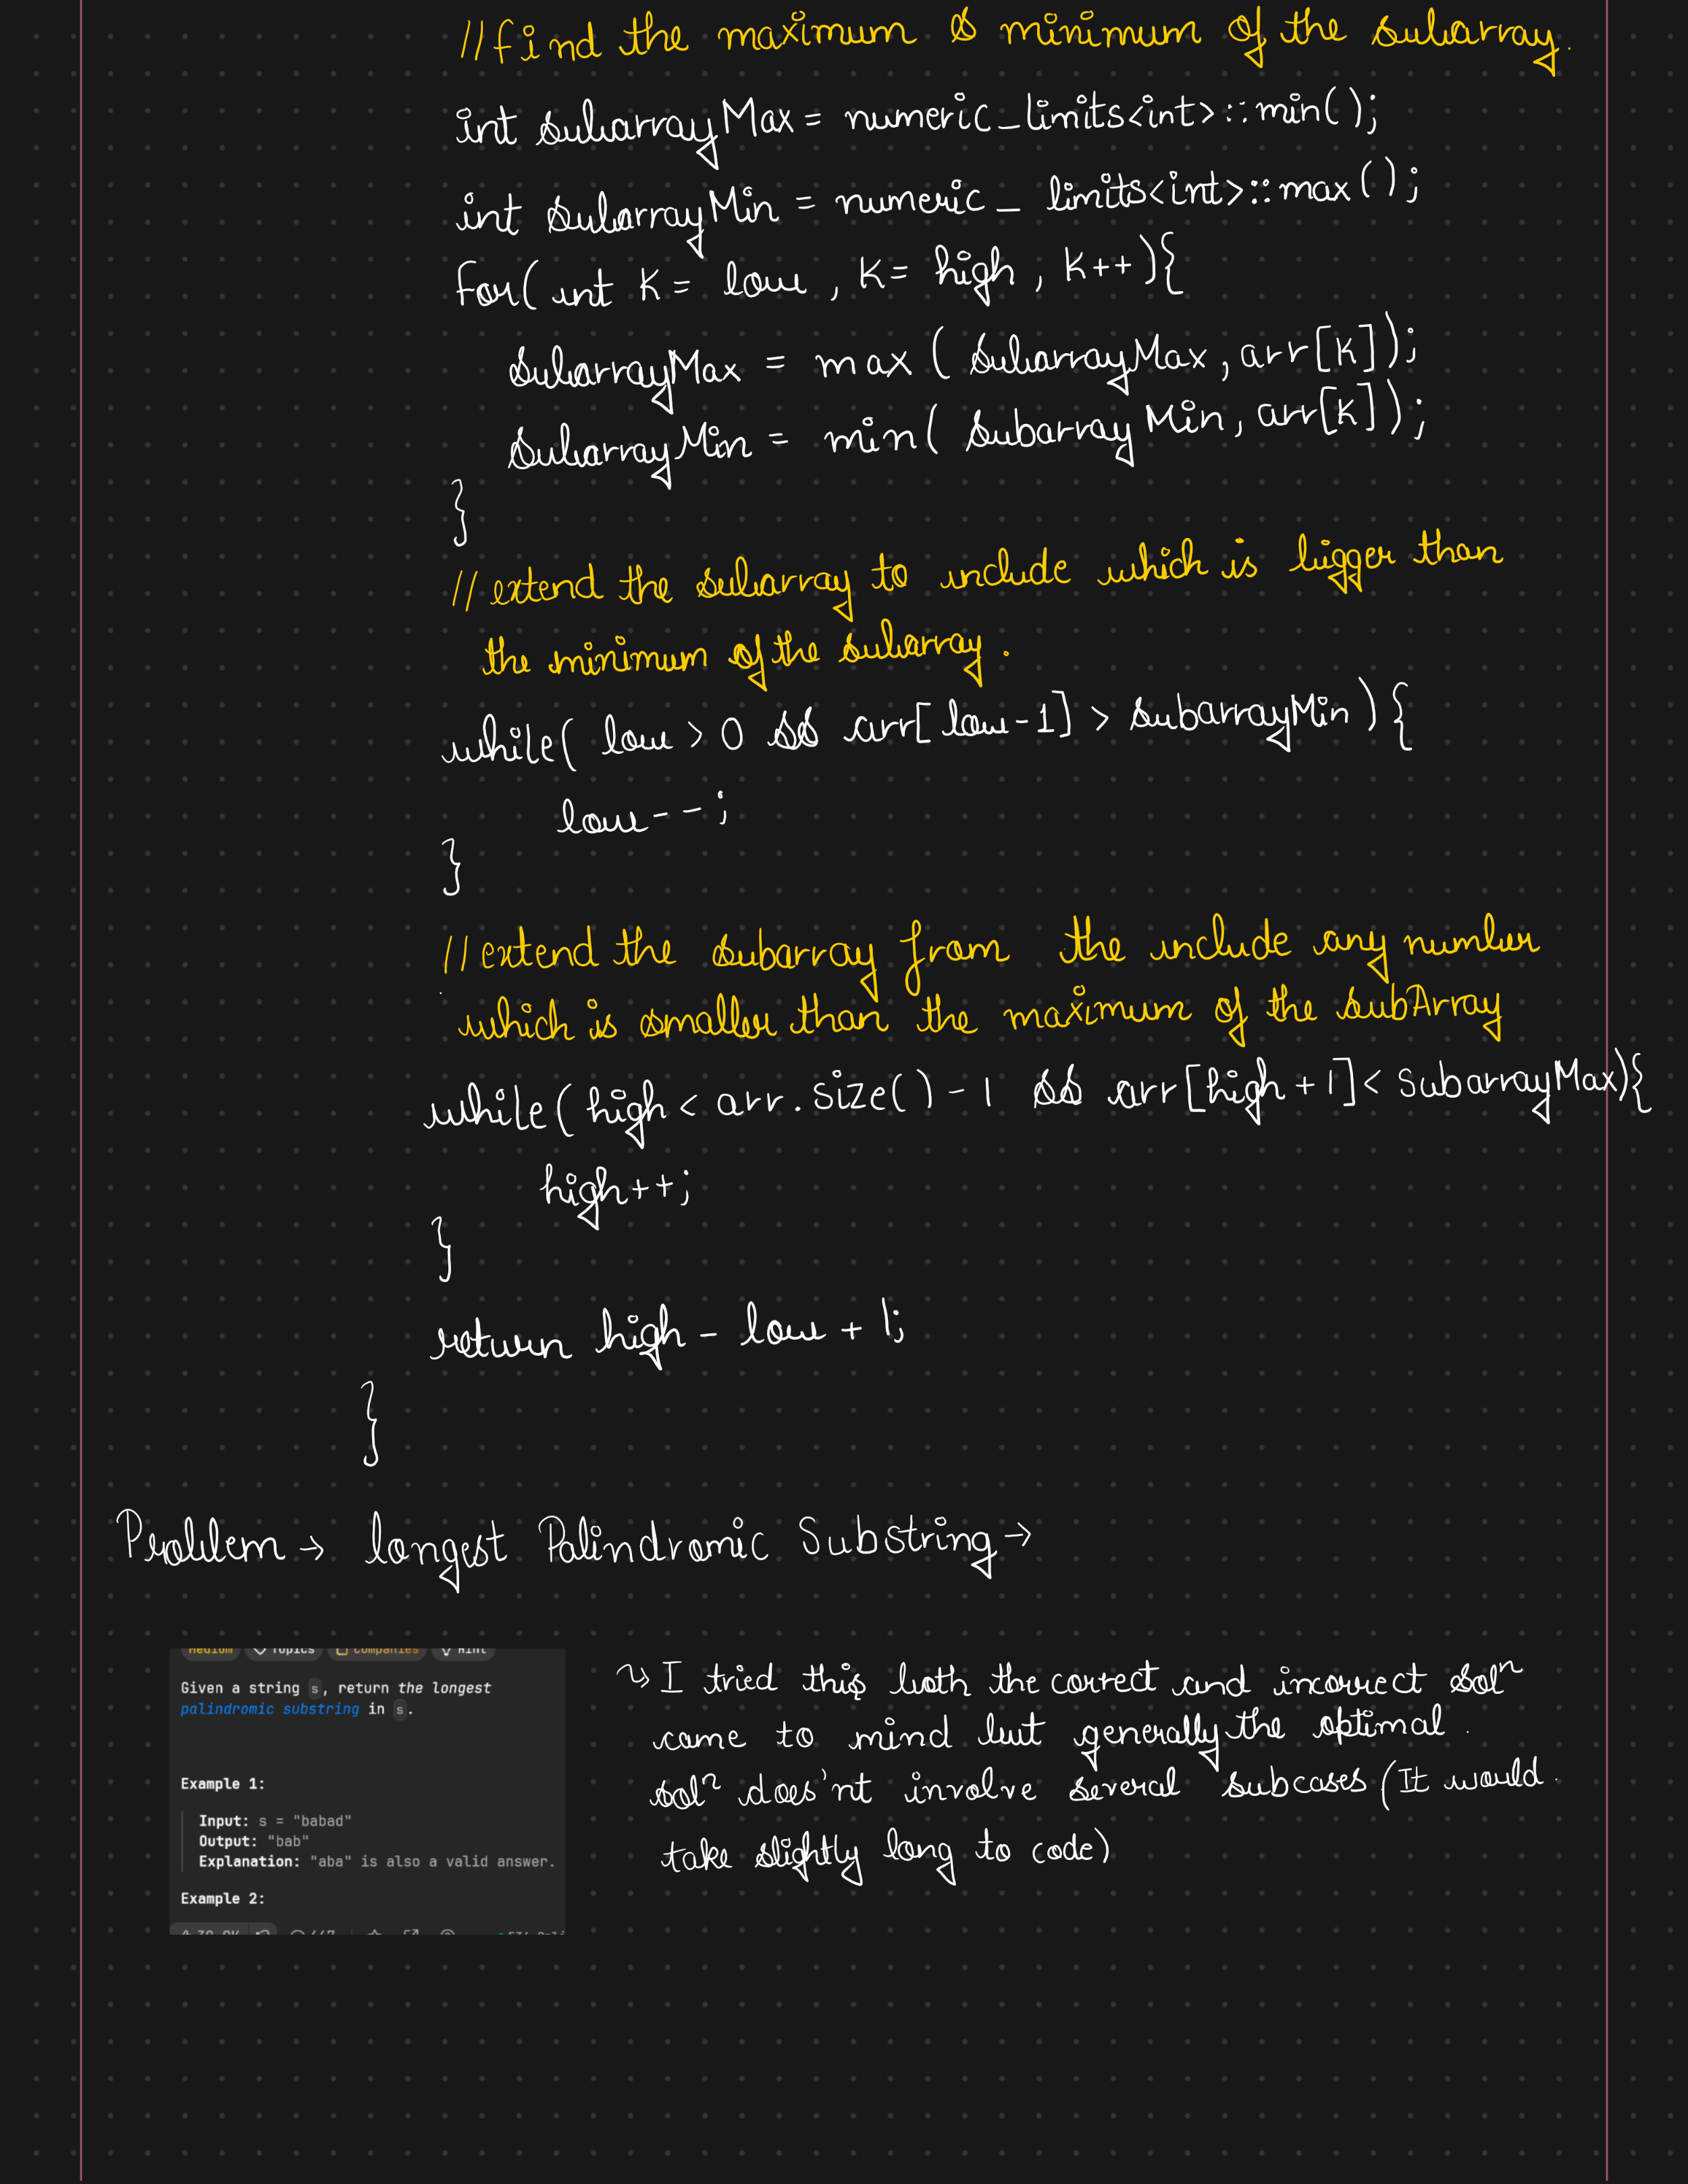 //find the maximum & minimum of the subarray.
int subarrayMax = numeric_limits<int>::min();
int subarrayMin = numeric_limits<int>::max();
for( int K = low , K = high , K++){
subarrayMax = max ( subarrayMax , arr[K]);
subarrayMin = min( subarrayMin, arr[K]);
}
// extend the subarray to include which is bigger than
the minimum of the subarray.
while( low > 0 && arr[low-1] > subarrayMin ) {
low--;
}
// extend the subarray from the include any number
which is smaller than the maximum of the subArray
while( high < arr.size() - 1 && arr[high + 1] < SubarrayMax){
high++;
}
return high - low + 1;
}
Problem → longest Palindromic Substring →
Medium Topics Companies Hint
Given a string s, return the longest
palindromic substring in s.
Example 1:
Input: s = "babad"
Output: "bab"
Explanation: "aba" is also a valid answer.
Example 2:
↝ I tried this both the correct and incorrect solⁿ
came to mind but generally the optimal.
solⁿ does'nt involve several subcases (It would.
take slightly long to code)